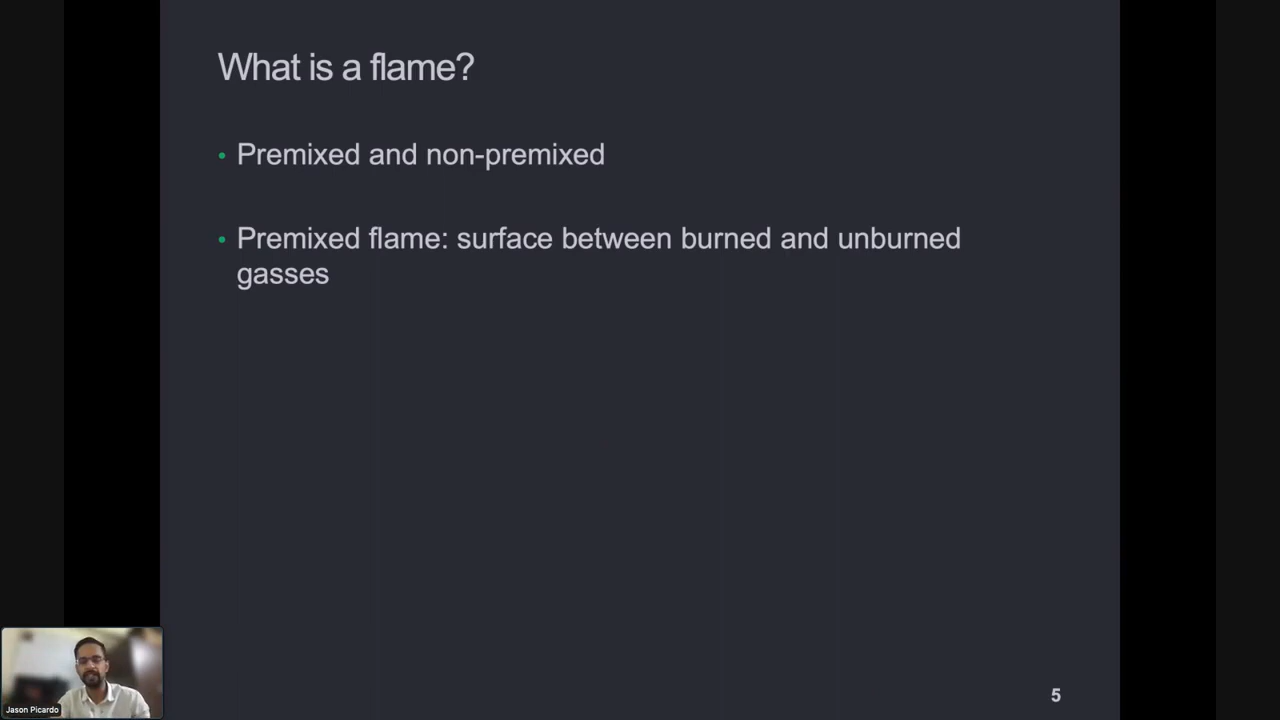 What is a flame?
• Premixed and non-premixed
• Premixed flame: surface between burned and unburned
gasses
Jason Picardo
5